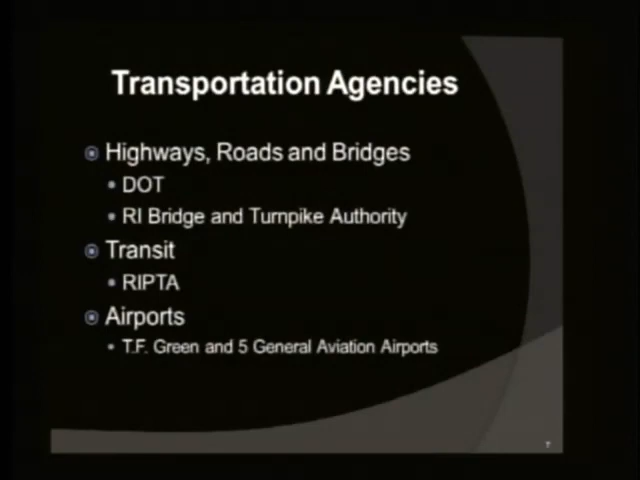 Transportation Agencies
Highways, Roads and Bridges
DOT
RI Bridge and Turnpike Authority
Transit
RIPTA
Airports
T.F. Green and 5 General Aviation Airports
7